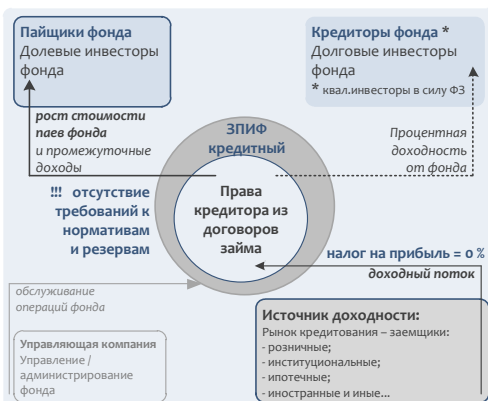 Пайщики фонда
Долевые инвесторы
фонда
Кредиторы фонда *
Долговые инвесторы
фонда
* квал.инвесторы в силу ФЗ
рост стоимости
паев фонда
и промежуточные
доходы
ЗПИФ
кредитный
Процентная
доходность
от фонда
!!! отсутствие
требований к
нормативам
и резервам
Права
кредитора из
договоров
займа
налог на прибыль = 0 %
доходный поток
обслуживание
операций фонда
Управляющая компания
Управление /
администрирование
фонда
Источник доходности:
Рынок кредитования – заемщики:
- розничные;
- институциональные;
- ипотечные;
- иностранные и иные...